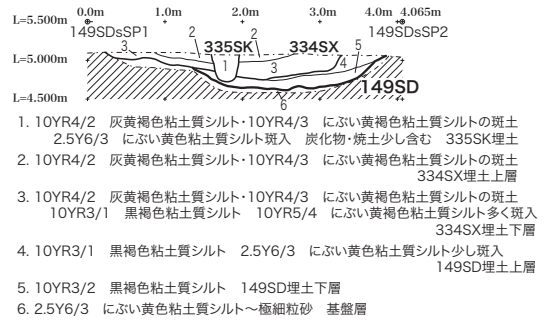 L=5.500m 0.0m 1.0m 2.0m 3.0m 4.0m 4.065m
149SDsSP1 149SDsSP2
3 2 335SK 2 334SX 5
L=5.000m 1 3 4
149SD
L=4.500m
6
1. 10YR4/2 灰黄褐色粘土質シルト・10YR4/3 にぶい黄褐色粘土質シルトの斑土
2.5Y6/3 にぶい黄色粘土質シルト斑入 炭化物・焼土少し含む 335SK埋土
2. 10YR4/2 灰黄褐色粘土質シルト・10YR4/3 にぶい黄褐色粘土質シルトの斑土
334SX埋土上層
3. 10YR4/2 灰黄褐色粘土質シルト・10YR4/3 にぶい黄褐色粘土質シルトの斑土
10YR3/1 黒褐色粘土質シルト 10YR5/4 にぶい黄褐色粘土質シルト多く斑入
334SX埋土下層
4. 10YR3/1 黒褐色粘土質シルト 2.5Y6/3 にぶい黄色粘土質シルト少し斑入
149SD埋土上層
5. 10YR3/2 黒褐色粘土質シルト 149SD埋土下層
6. 2.5Y6/3 にぶい黄色粘土質シルト～極細粒砂 基盤層